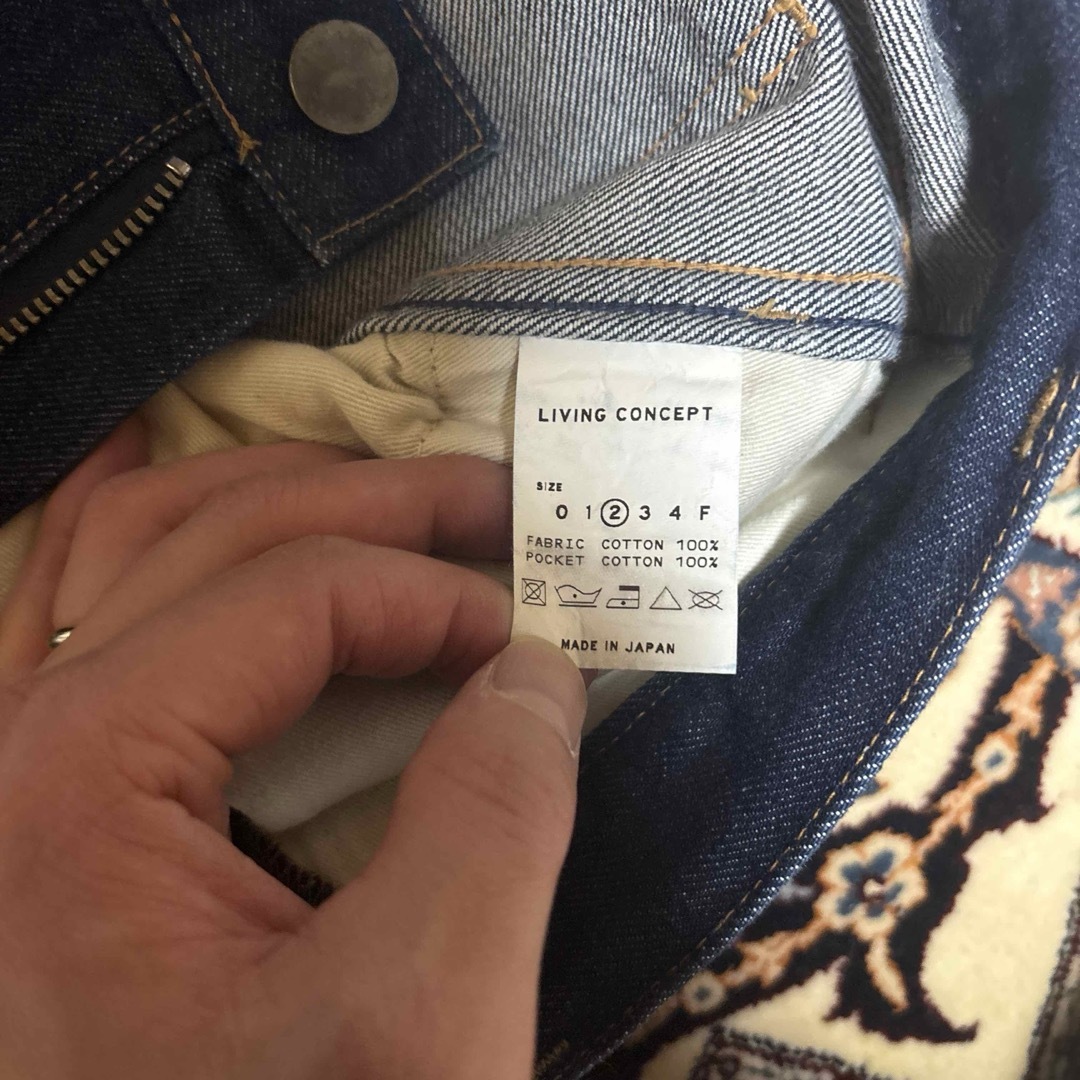 LIVING CONCEPT
SIZE
0 1 2 3 4 F
FABRIC COTTON 100%
POCKET COTTON 100%
MADE IN JAPAN